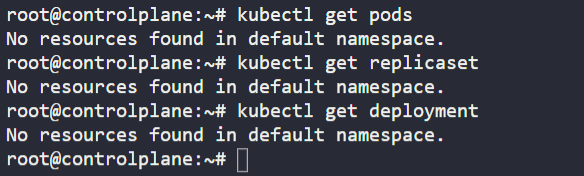 root@controlplane:~# kubectl get pods
No resources found in default namespace.
root@controlplane:~# kubectl get replicaset
No resources found in default namespace.
root@controlplane:~# kubectl get deployment
No resources found in default namespace.
root@controlplane:~#